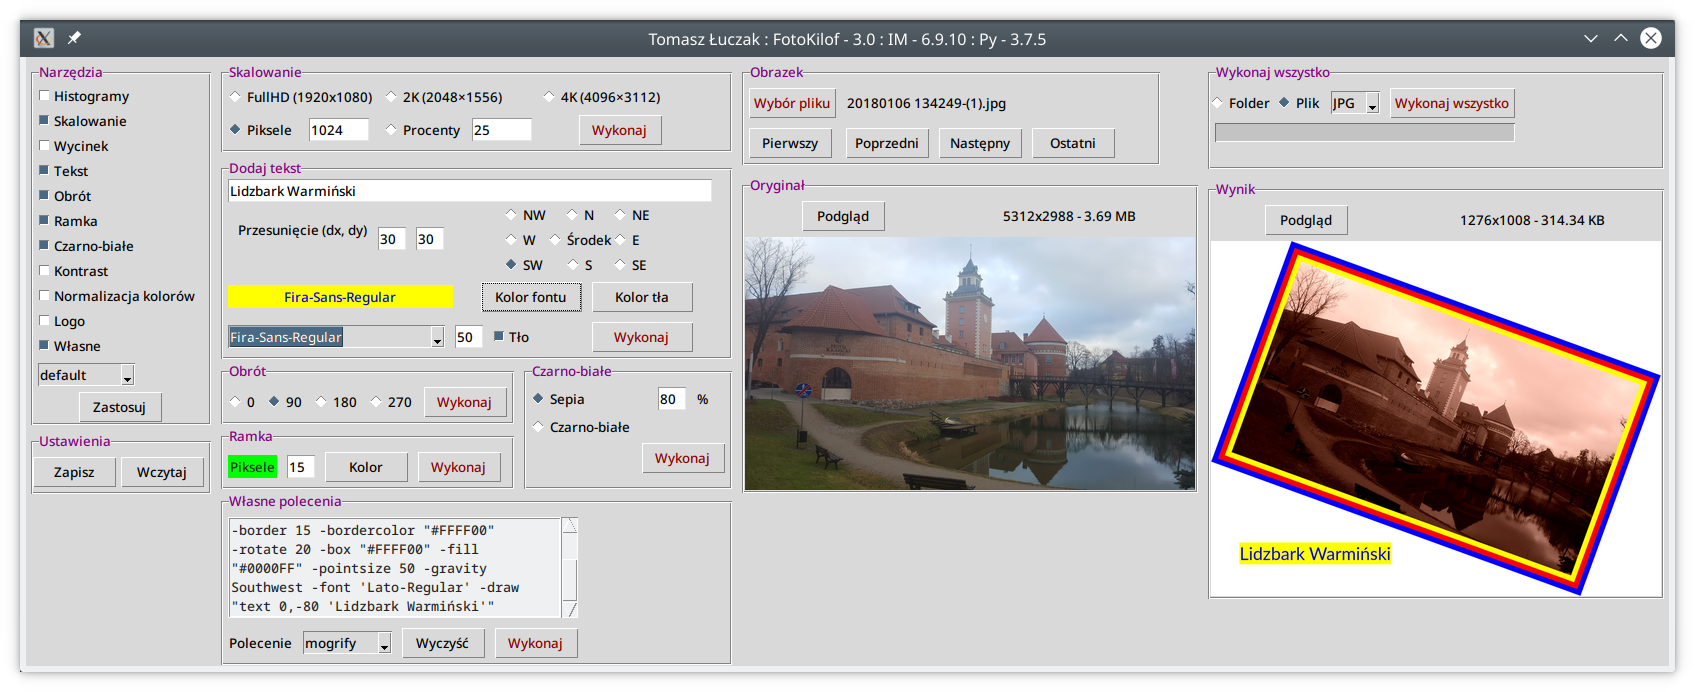 Tomasz Łuczak : FotoKilof - 3.0 : IM - 6.9.10 : Py - 3.7.5
Narzędzia
Histogramy
Skalowanie
Wycinek
Tekst
Obrót
Ramka
Czarno-białe
Kontrast
Normalizacja kolorów
Logo
Własne
default
Zastosuj
Ustawienia
Zapisz Wczytaj
Skalowanie
FullHD (1920x1080) 2K (2048×1556) 4K (4096×3112)
Piksele 1024 Procenty 25 Wykonaj
Dodaj tekst
Lidzbark Warmiński
NW N NE
Przesunięcie (dx, dy) 30 30
W Środek E
SW S SE
Fira-Sans-Regular Kolor fontu Kolor tła
Fira-Sans-Regular 50 Tło Wykonaj
Obrót
0 90 180 270 Wykonaj
Czarno-białe
Sepia 80 %
Czarno-białe
Wykonaj
Ramka
Piksele 15 Kolor Wykonaj
Własne polecenia
-border 15 -bordercolor "#FFFF00"
-rotate 20 -box "#FFFF00" -fill
"#0000FF" -pointsize 50 -gravity
Southwest -font 'Lato-Regular' -draw
"text 0,-80 'Lidzbark Warmiński'"
Polecenie mogrify Wyczyść Wykonaj
Obrazek
Wybór pliku 20180106 134249-(1).jpg
Pierwszy Poprzedni Następny Ostatni
Oryginał
Podgląd 5312x2988 - 3.69 MB
Wykonaj wszystko
Folder Plik JPG Wykonaj wszystko
Wynik
Podgląd 1276x1008 - 314.34 KB
Lidzbark Warmiński